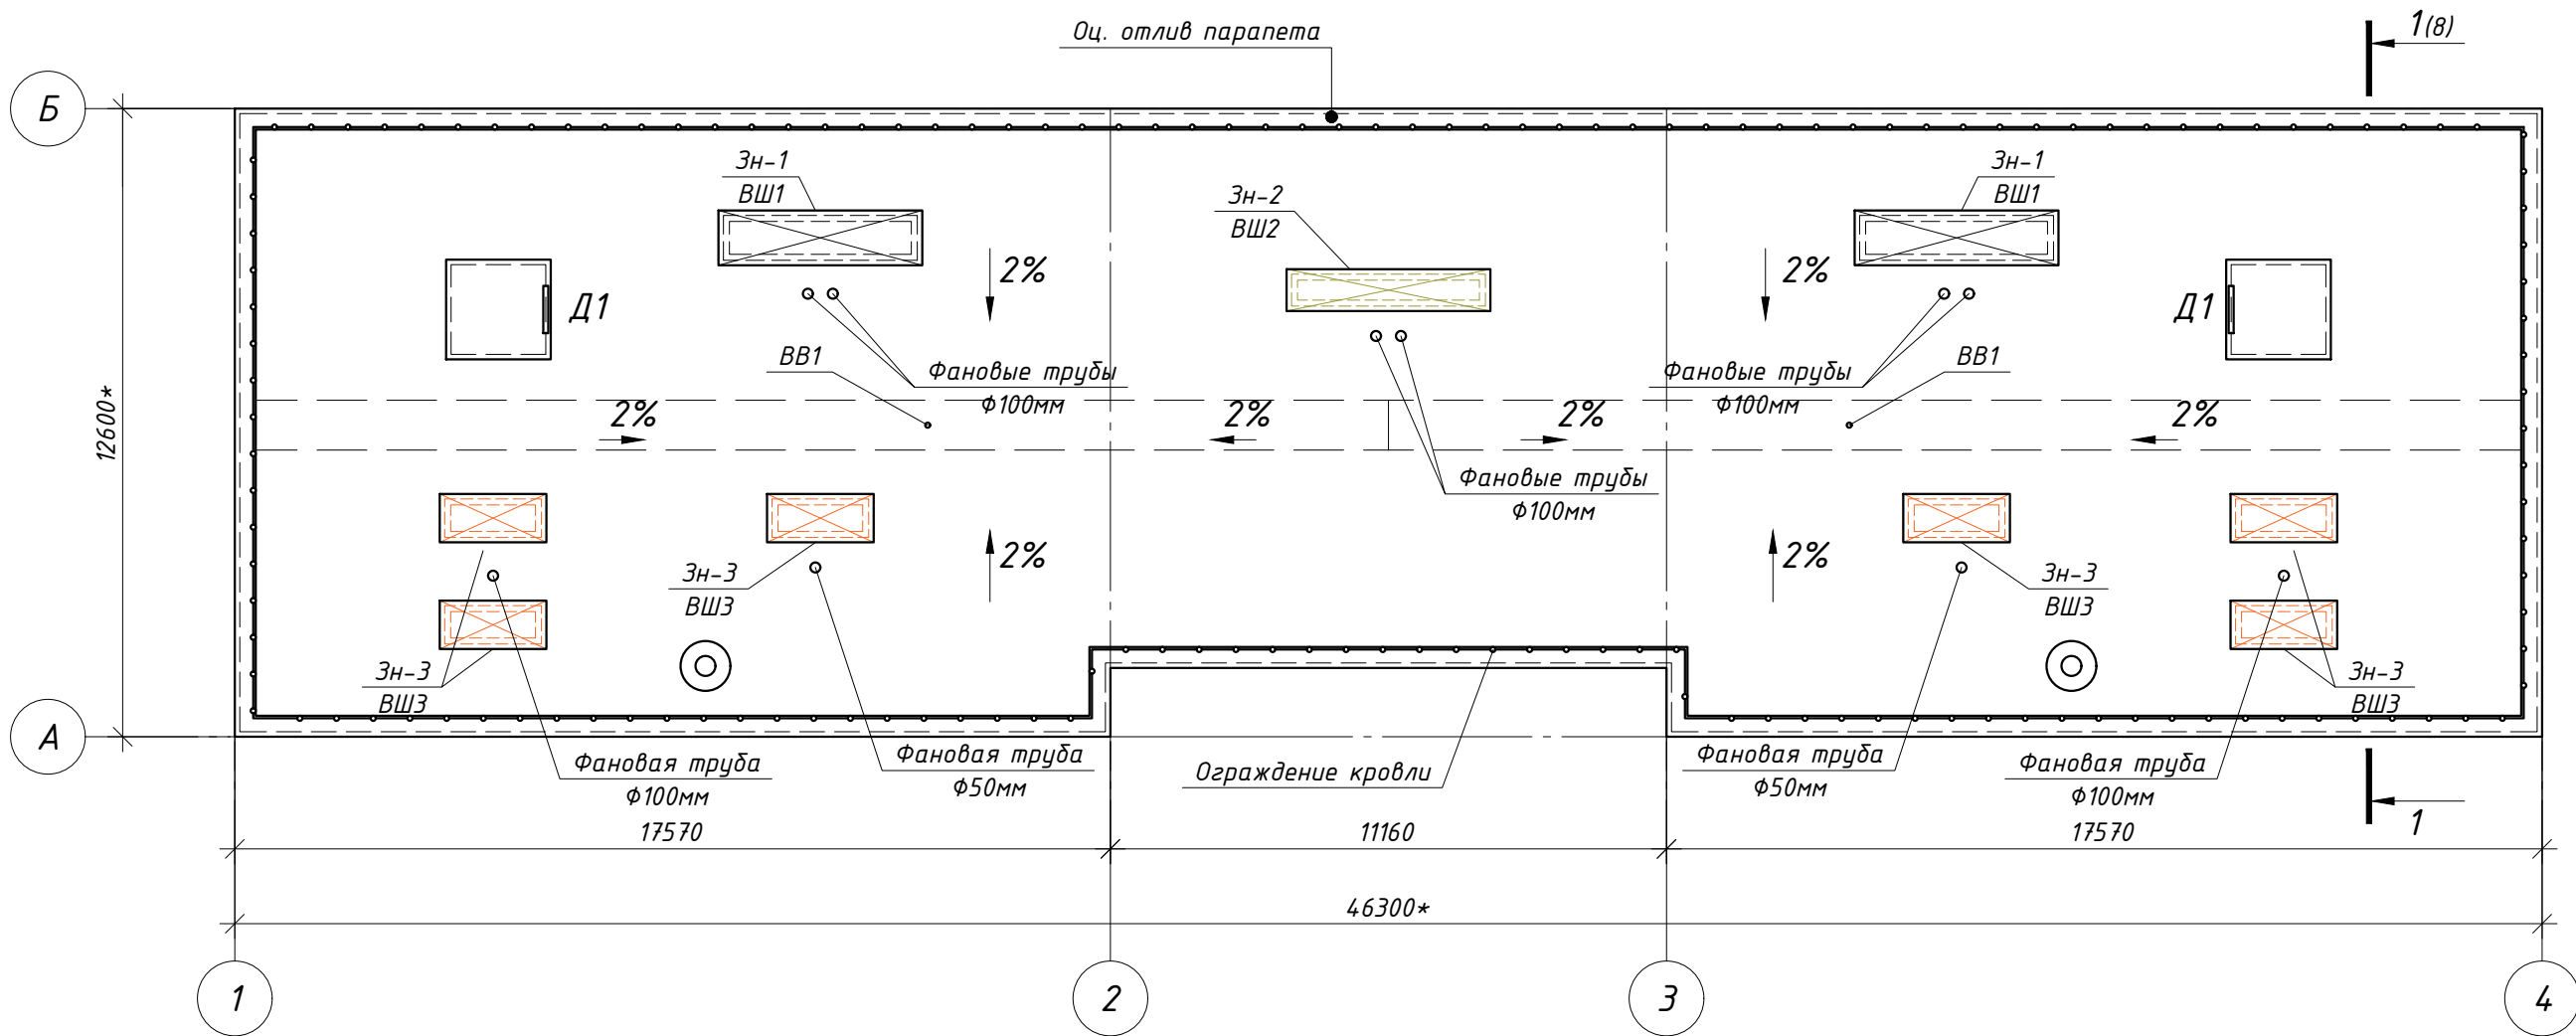 Оц. отлив парапета
1(8)
Б
Зн-1
ВШ1
Зн-2
ВШ2
Зн-1
ВШ1
2%
2%
Д1
Д1
ВВ1
Фановые трубы
Ф100мм
Фановые трубы
Ф100мм
ВВ1
12600*
2%
2%
2%
2%
Фановые трубы
Ф100мм
2%
2%
Зн-3
ВШ3
Зн-3
ВШ3
Зн-3
ВШ3
Зн-3
ВШ3
А
Фановая труба
Ф100мм
Фановая труба
Ф50мм
Ограждение кровли
Фановая труба
Ф50мм
Фановая труба
Ф100мм
1
17570
11160
17570
46300*
1
2
3
4